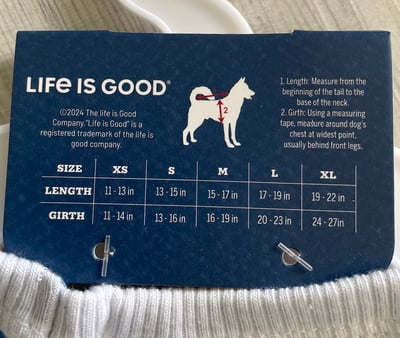 LIFE IS GOOD®
©2024 The life is Good
Company."Life is Good" is a
registered trademark of the life is
good company.
2
1. Length: Measure from the
beginning of the tail to the
base of the neck.
2. Girth: Using a measuring
tape, measure around dog's
chest at widest point,
usually behind front legs.
SIZE XS S M L XL
LENGTH 11 - 13 in 13 - 15 in 15 - 17 in 17 - 19 in 19 - 22 in
GIRTH 11 - 14 in 13 - 16 in 16 - 19 in 20 - 23 in 24 - 27in